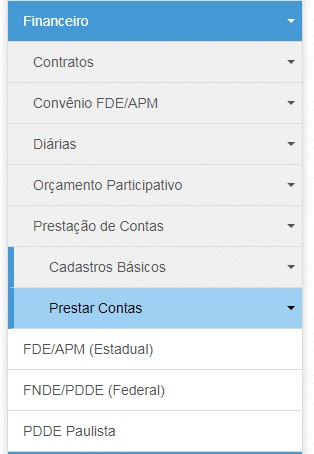 Financeiro
Contratos
Convênio FDE/APM
Diárias
Orçamento Participativo
Prestação de Contas
Cadastros Básicos
Prestar Contas
FDE/APM (Estadual)
FNDE/PDDE (Federal)
PDDE Paulista